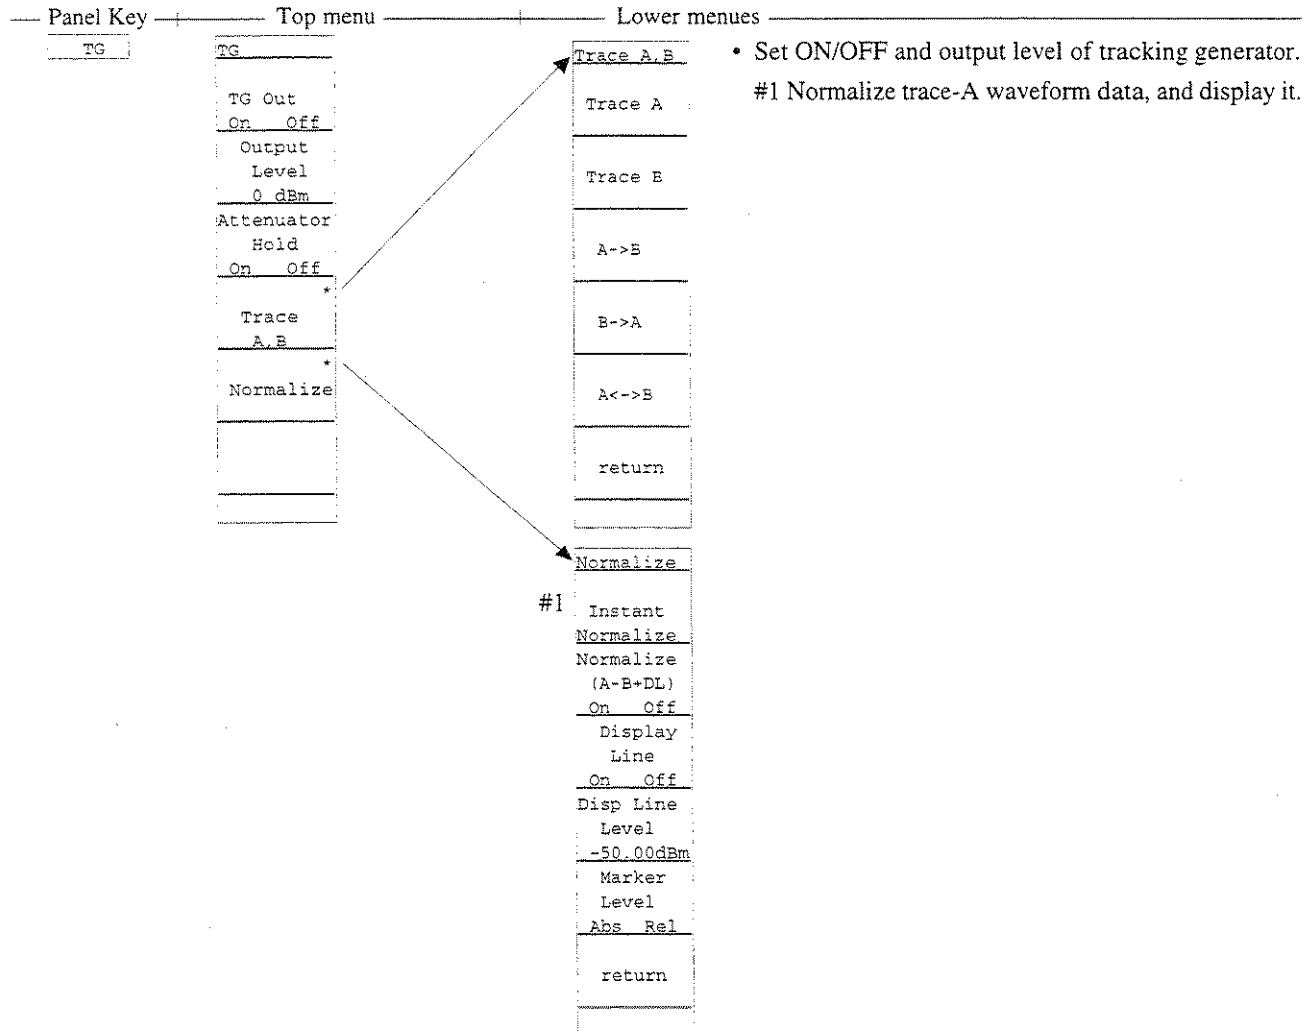 Panel Key Top menu Lower menues
TG
TG
TG Out
On Off
Output
Level
0 dBm
Attenuator
Hold
On Off
*
Trace
A,B
*
Normalize
Trace A,B
Trace A
Trace B
A->B
B->A
A<->B
return
• Set ON/OFF and output level of tracking generator.
#1 Normalize trace-A waveform data, and display it.
#1
Normalize
Instant
Normalize
Normalize
(A-B+DL)
On Off
Display
Line
On Off
Disp Line
Level
-50.00dBm
Marker
Level
Abs Rel
return